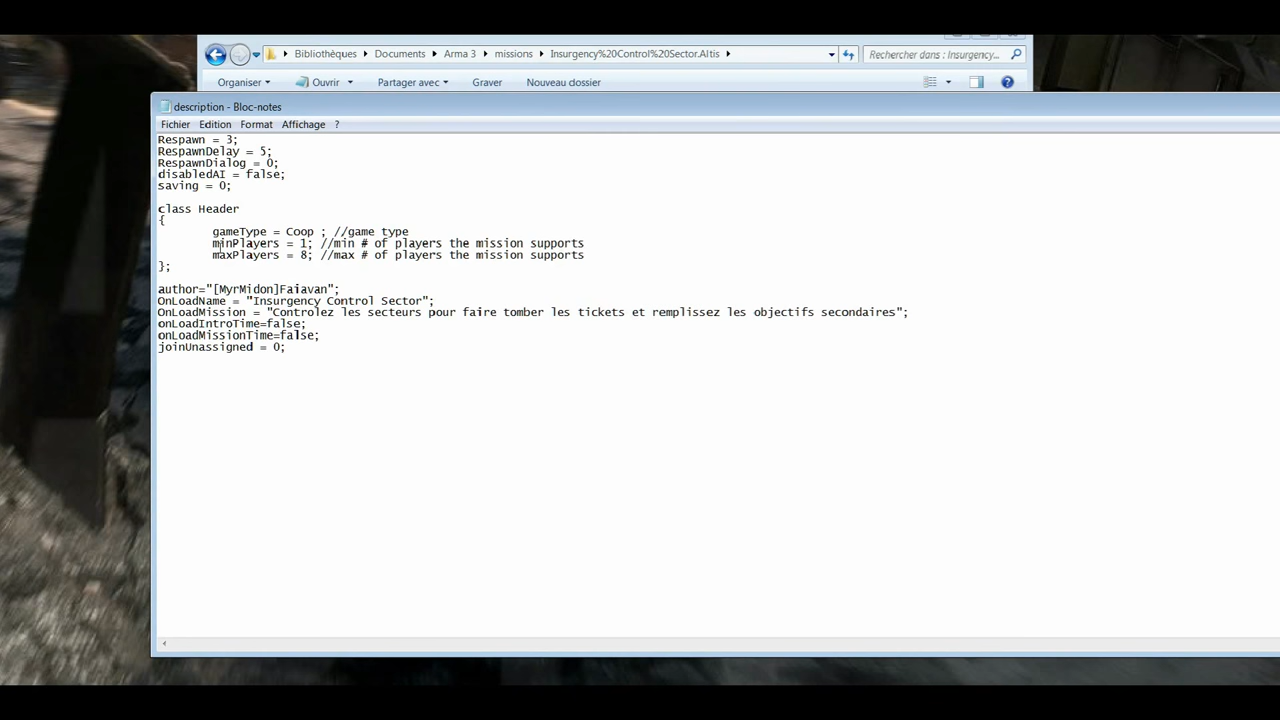 Bibliothèques Documents Arma 3 missions Insurgency%20Control%20Sector.Altis Rechercher dans : Insurgency...
Organiser Ouvrir Partager avec Graver Nouveau dossier
description - Bloc-notes
Fichier Edition Format Affichage ?
Respawn = 3;
RespawnDelay = 5;
RespawnDialog = 0;
disabledAI = false;
saving = 0;
class Header
{
gameType = Coop ; //game type
minPlayers = 1; //min # of players the mission supports
maxPlayers = 8; //max # of players the mission supports
};
author="[MyrMidon]Faiavan";
OnLoadName = "Insurgency Control Sector";
OnLoadMission = "Controlez les secteurs pour faire tomber les tickets et remplissez les objectifs secondaires";
onLoadIntroTime=false;
onLoadMissionTime=false;
joinUnassigned = 0;